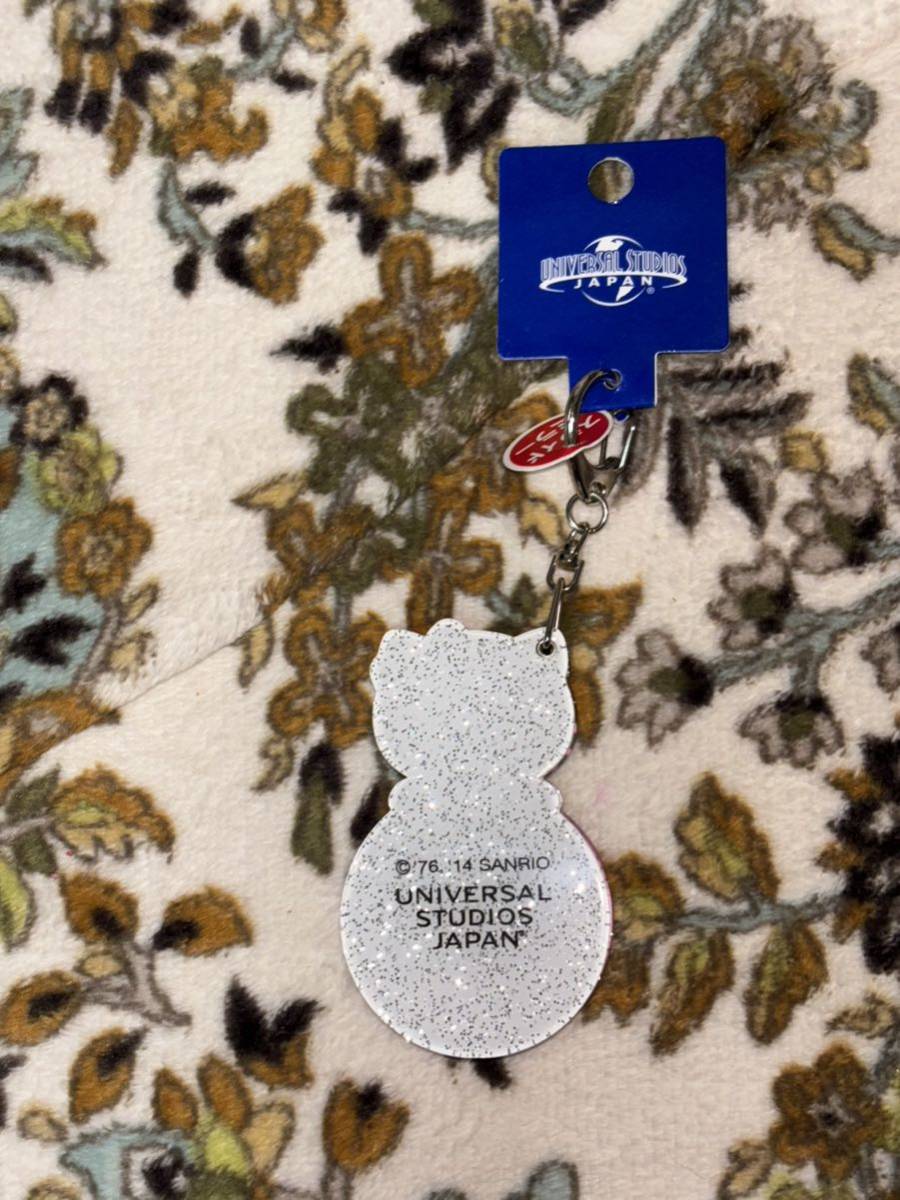 UNIVERSAL STUDIOS
JAPAN®
©'76, '14 SANRIO
UNIVERSAL
STUDIOS
JAPAN®